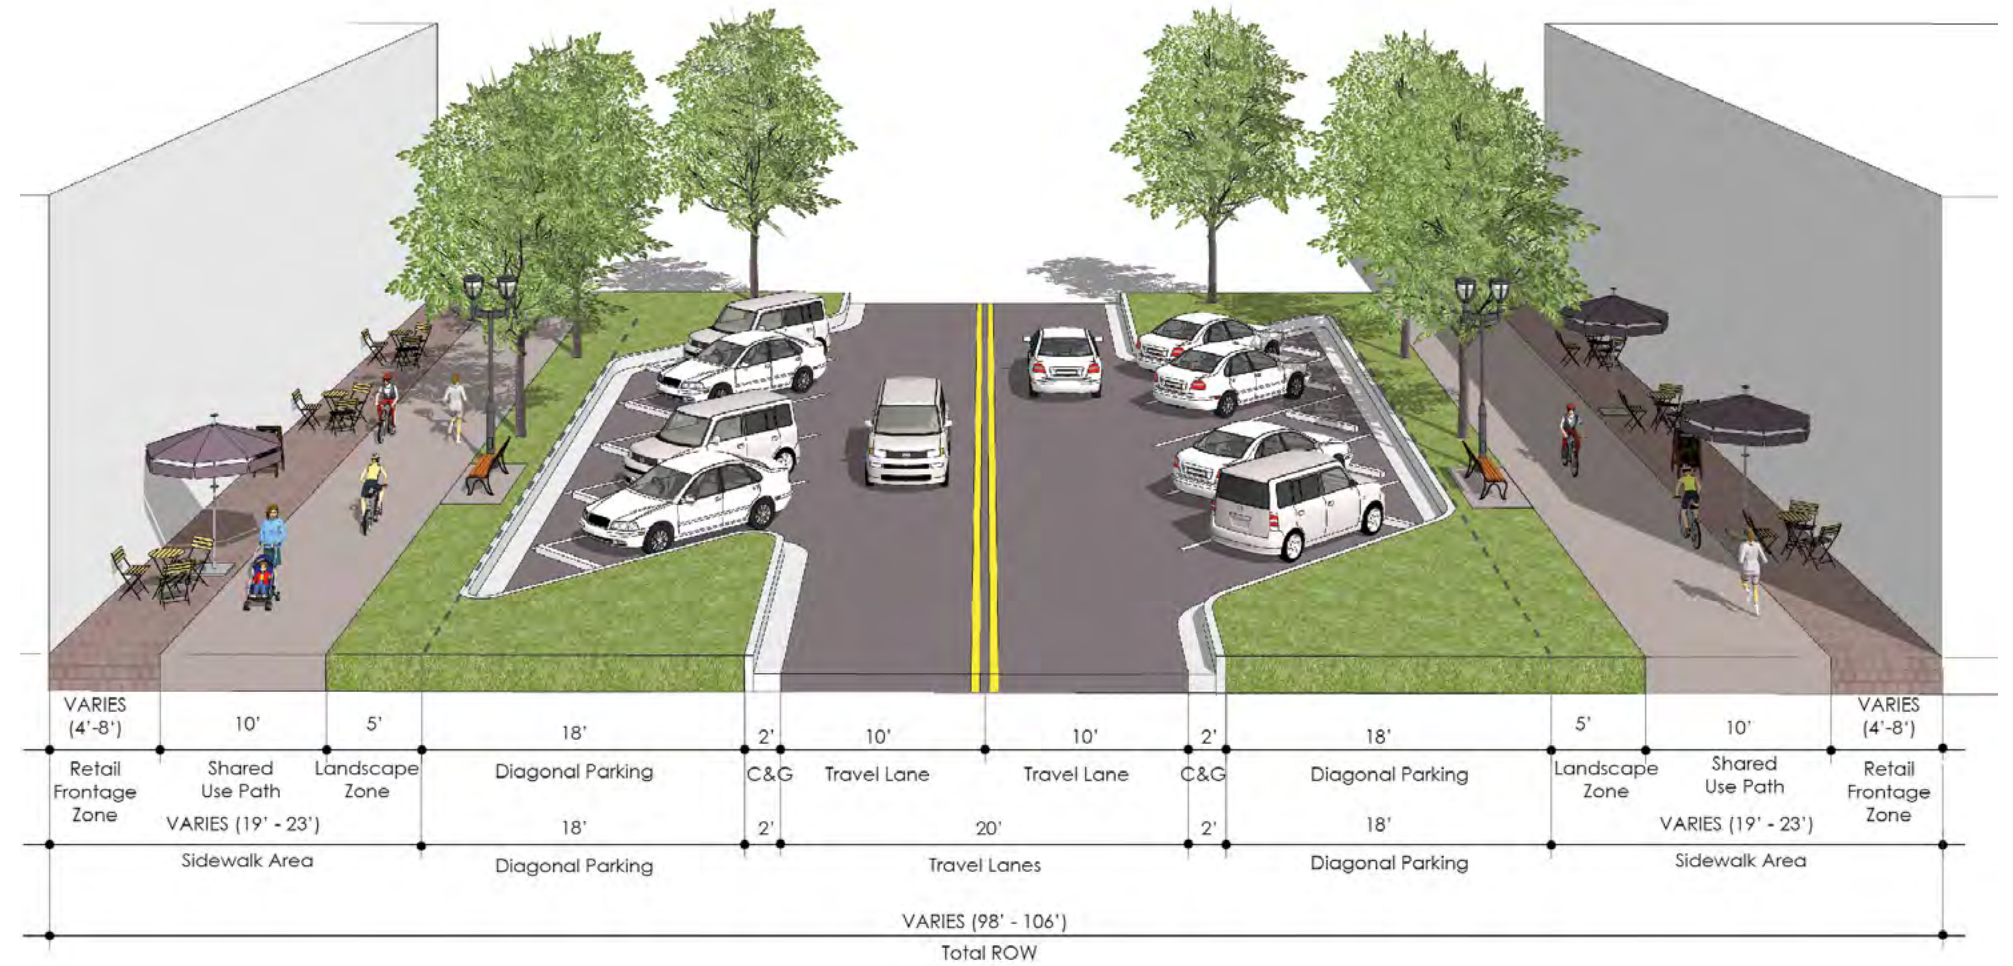 VARIES
(4'-8')
10'
5'
18'
2'
10'
10'
2'
18'
5'
10'
VARIES
(4'-8')
Retail
Frontage
Zone
Shared
Use Path
Landscape
Zone
Diagonal Parking
C&G
Travel Lane
Travel Lane
C&G
Diagonal Parking
Landscape
Zone
Shared
Use Path
Retail
Frontage
Zone
VARIES (19' - 23')
18'
2'
20'
2'
18'
VARIES (19' - 23')
Sidewalk Area
Diagonal Parking
Travel Lanes
Diagonal Parking
Sidewalk Area
VARIES (98' - 106')
Total ROW